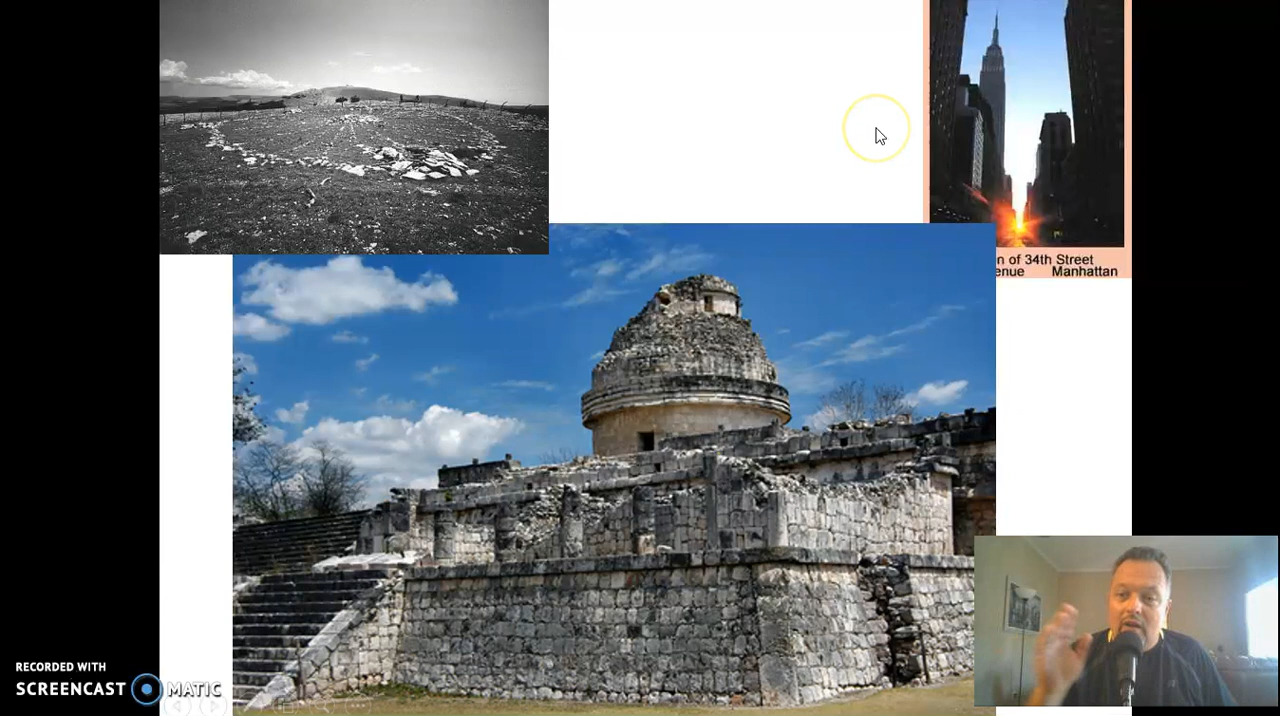 n of 34th Street
enue Manhattan
RECORDED WITH
SCREENCAST MATIC